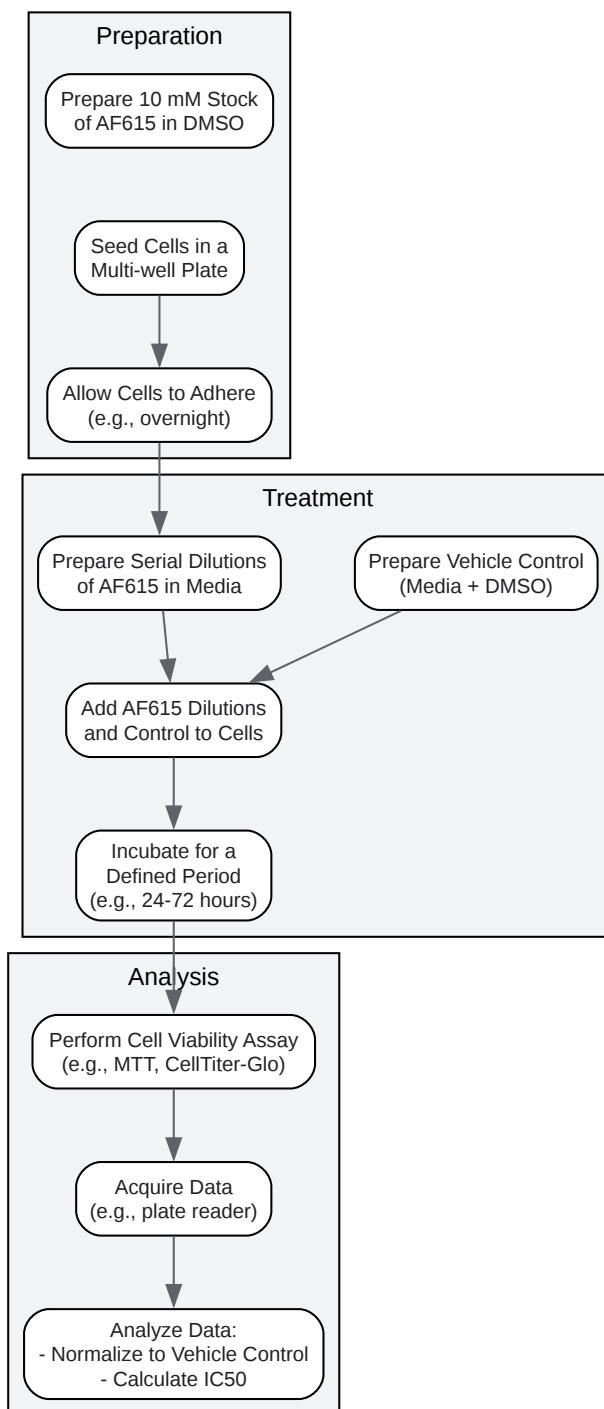 Preparation
Prepare 10 mM Stock
of AF615 in DMSO
Seed Cells in a
Multi-well Plate
Allow Cells to Adhere
(e.g., overnight)
Treatment
Prepare Serial Dilutions
of AF615 in Media
Prepare Vehicle Control
(Media + DMSO)
Add AF615 Dilutions
and Control to Cells
Incubate for a
Defined Period
(e.g., 24-72 hours)
Analysis
Perform Cell Viability Assay
(e.g., MTT, CellTiter-Glo)
Acquire Data
(e.g., plate reader)
Analyze Data:
- Normalize to Vehicle Control
- Calculate IC50